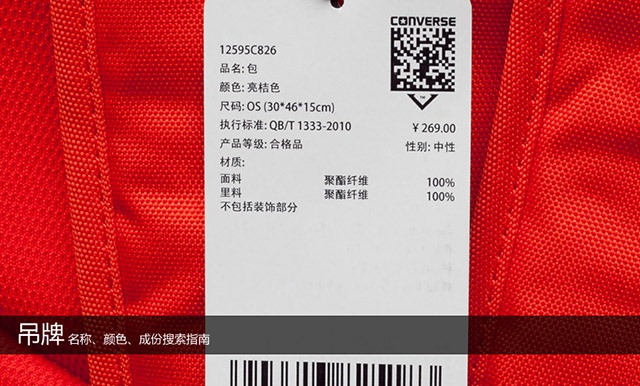 CONVERSE
12595C826
品名: 包
颜色: 亮桔色
尺码: OS (30*46*15cm)
执行标准: QB/T 1333-2010 ¥ 269.00
产品等级: 合格品 性别: 中性
材质:
面料 聚酯纤维 100%
里料 聚酯纤维 100%
不包括装饰部分
吊牌 名称、颜色、成份搜索指南